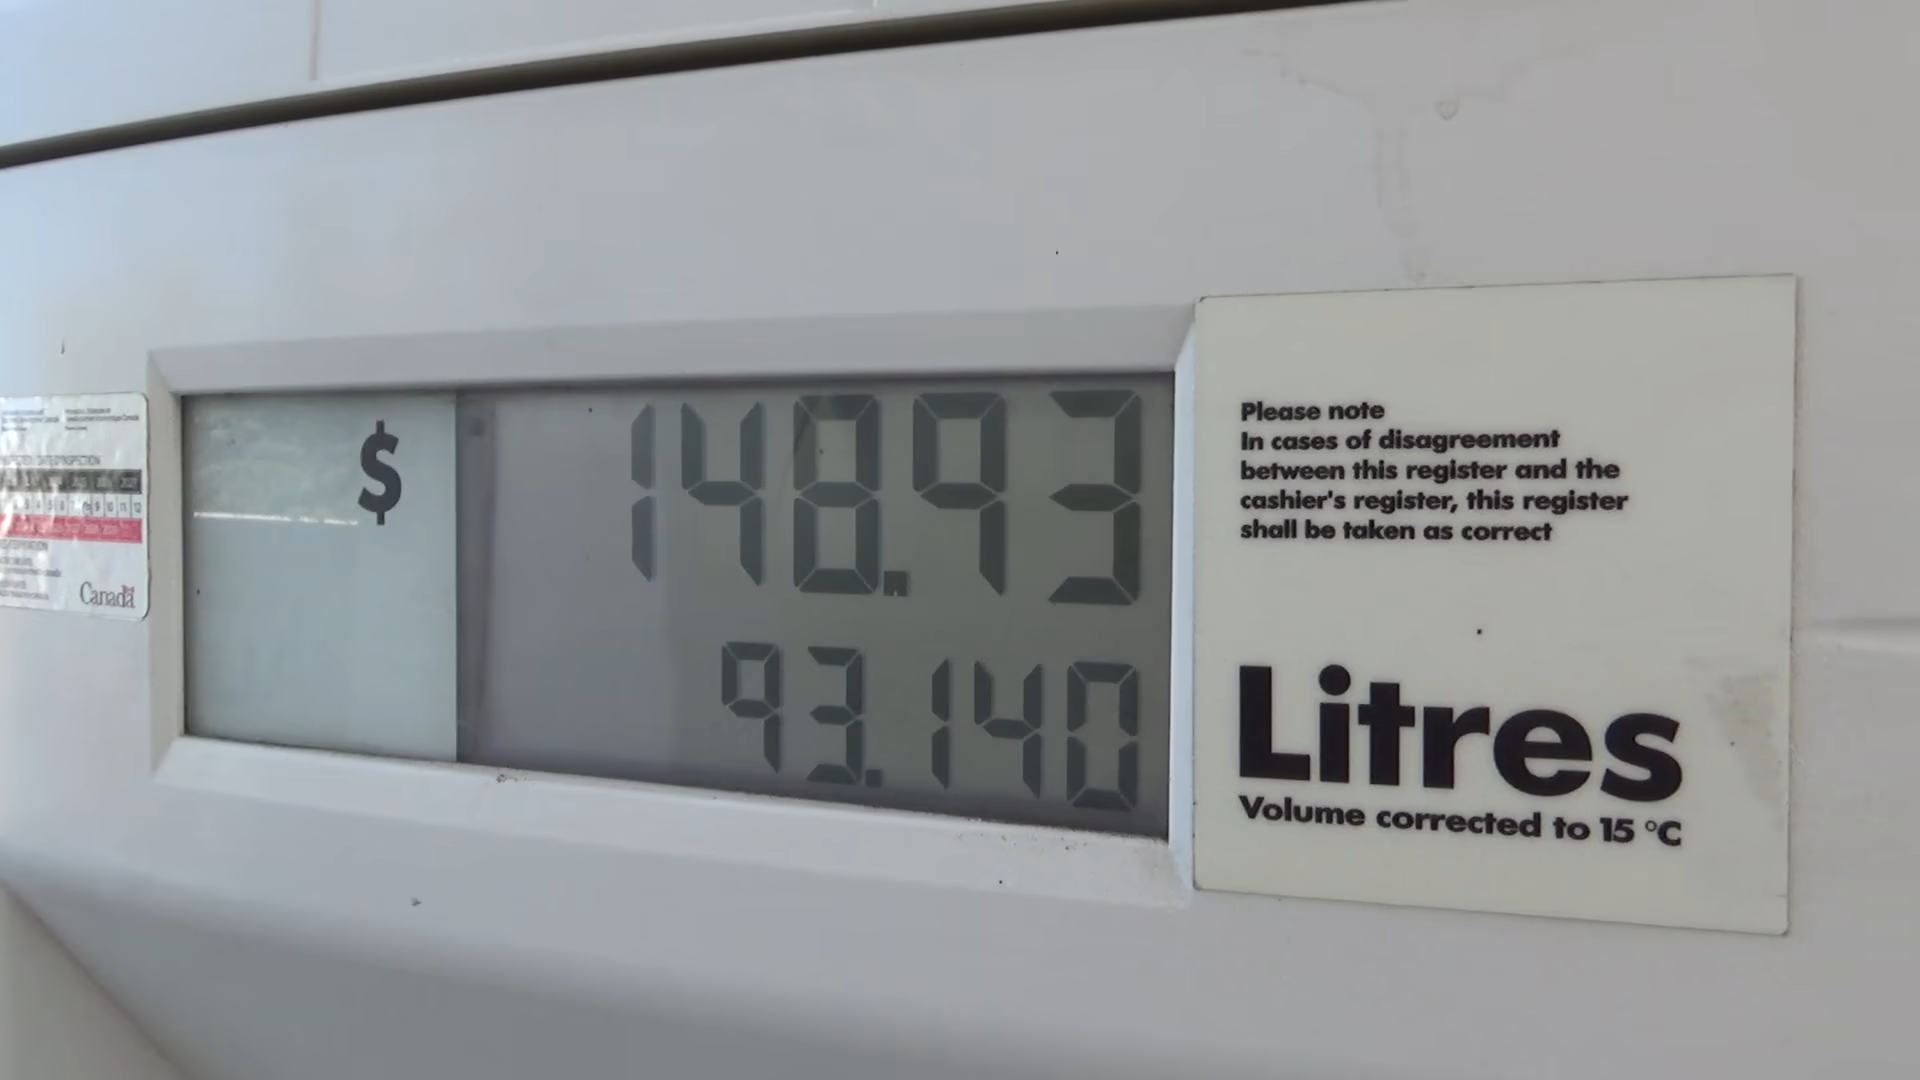 $ 148.93
93.140
Please note
In cases of disagreement
between this register and the
cashier's register, this register
shall be taken as correct
Litres
Volume corrected to 15 °C
Canada